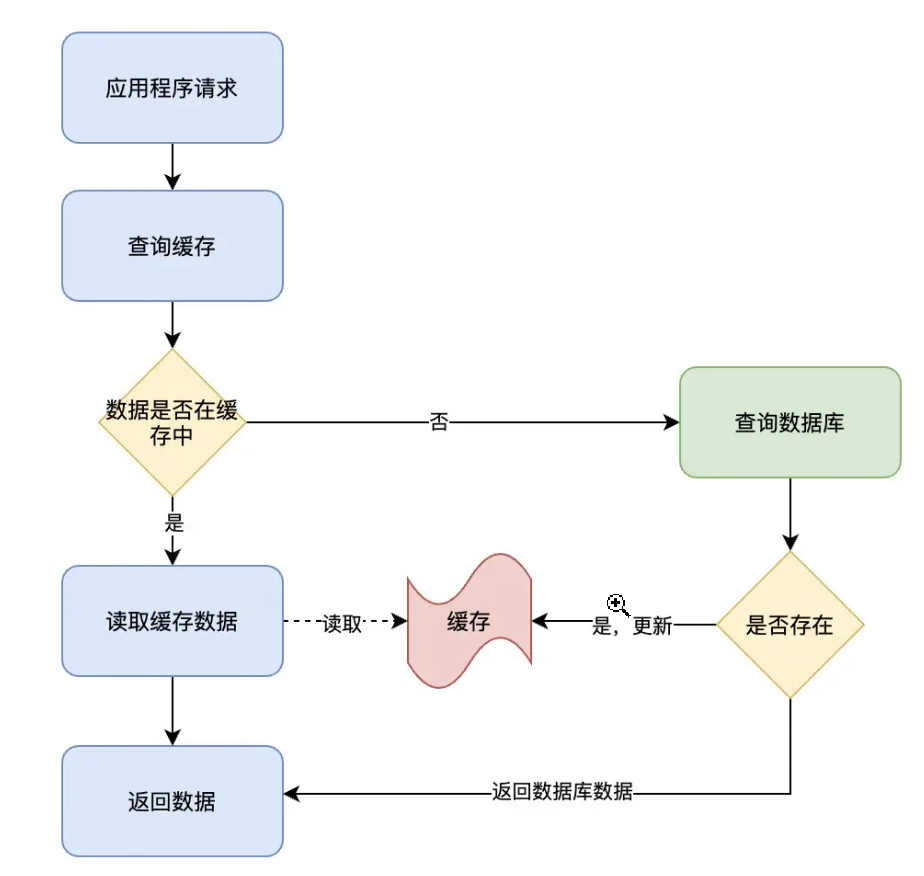 应用程序请求
查询缓存
数据是否在缓
存中
否
查询数据库
是
读取缓存数据
读取
缓存
是，更新
是否存在
返回数据库数据
返回数据